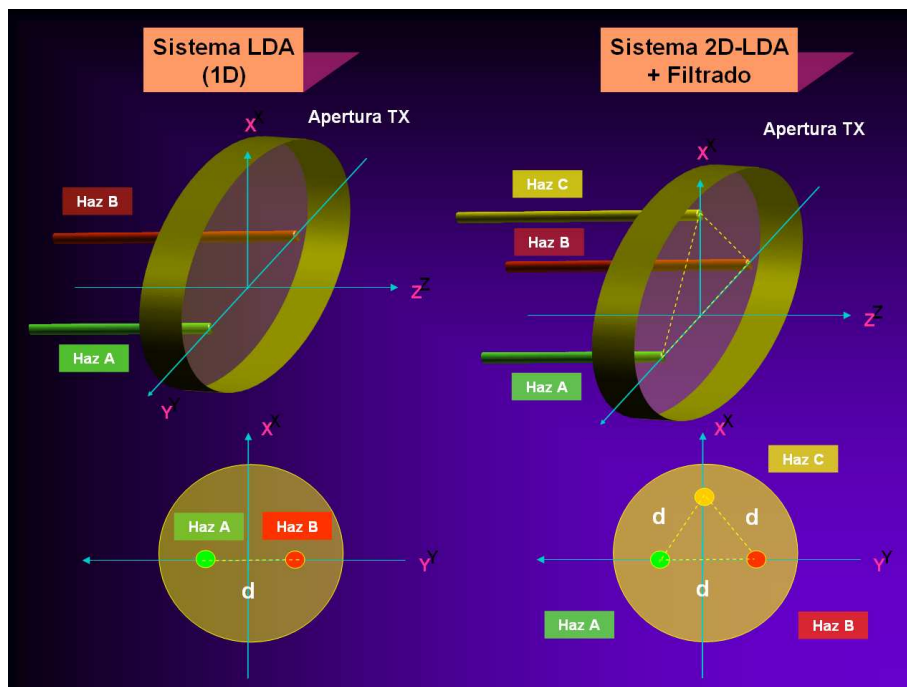 Sistema LDA
(1D)
Apertura TX
X
Haz B
Z
Haz A
Y
X
Haz A
Haz B
Y
d
Sistema 2D-LDA
+ Filtrado
Apertura TX
X
Haz C
Haz B
Z
Haz A
Y
X
Haz C
d
d
Y
d
Haz A
Haz B